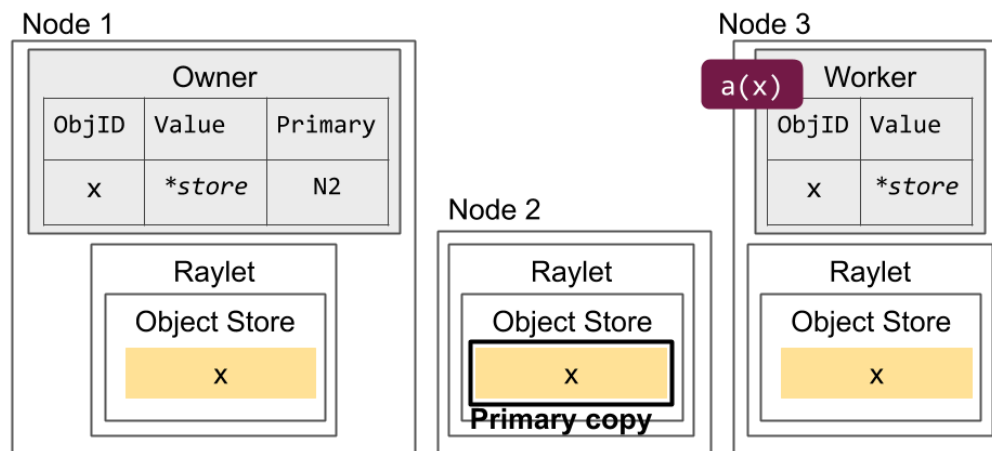 Node 1
Owner
ObjID Value Primary
x *store N2
Raylet
Object Store
x
Node 2
Raylet
Object Store
x
Primary copy
Node 3
a(x)
Worker
ObjID Value
x *store
Raylet
Object Store
x